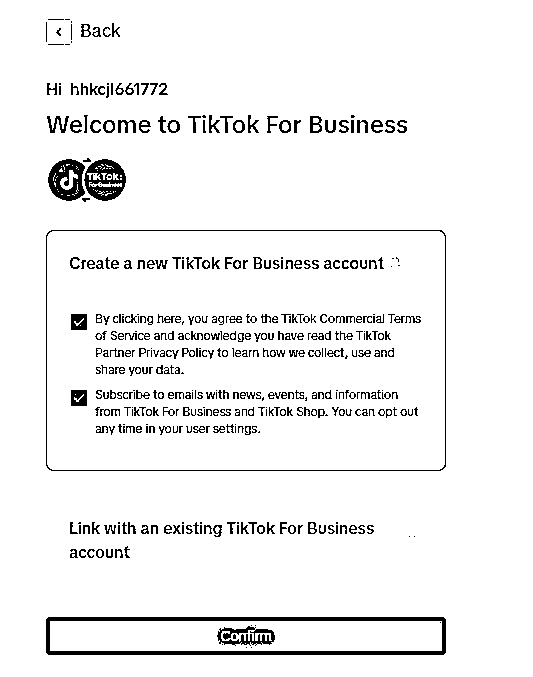 Back
Hi hhkcjl661772
Welcome to TikTok For Business
TikTok:
For Business
Create a new TikTok For Business account
By clicking here, you agree to the TikTok Commercial Terms
of Service and acknowledge you have read the TikTok
Partner Privacy Policy to learn how we collect, use and
share your data.
Subscribe to emails with news, events, and information
from TikTok For Business and TikTok Shop. You can opt out
any time in your user settings.
Link with an existing TikTok For Business
account
Confirm